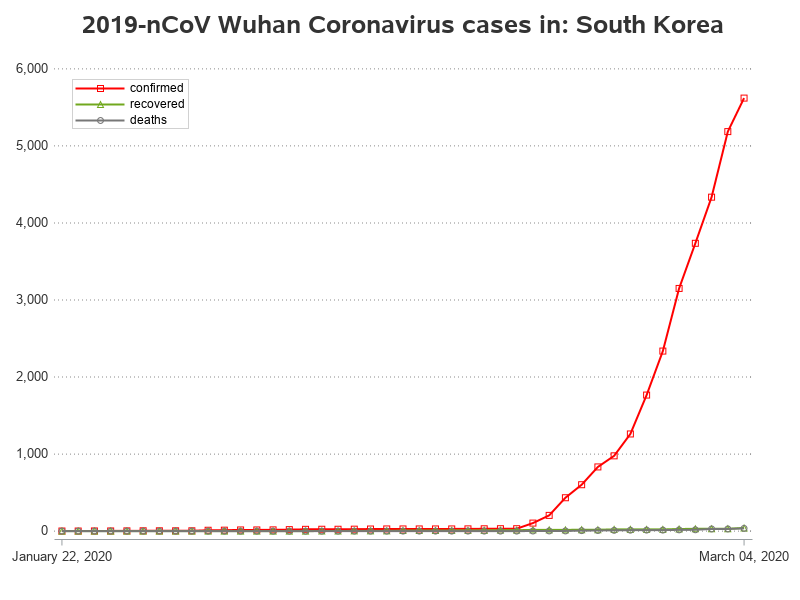 2019-nCoV Wuhan Coronavirus cases in: South Korea
6,000
confirmed
recovered
deaths
5,000
4,000
3,000
2,000
1,000
0
January 22, 2020
March 04, 2020